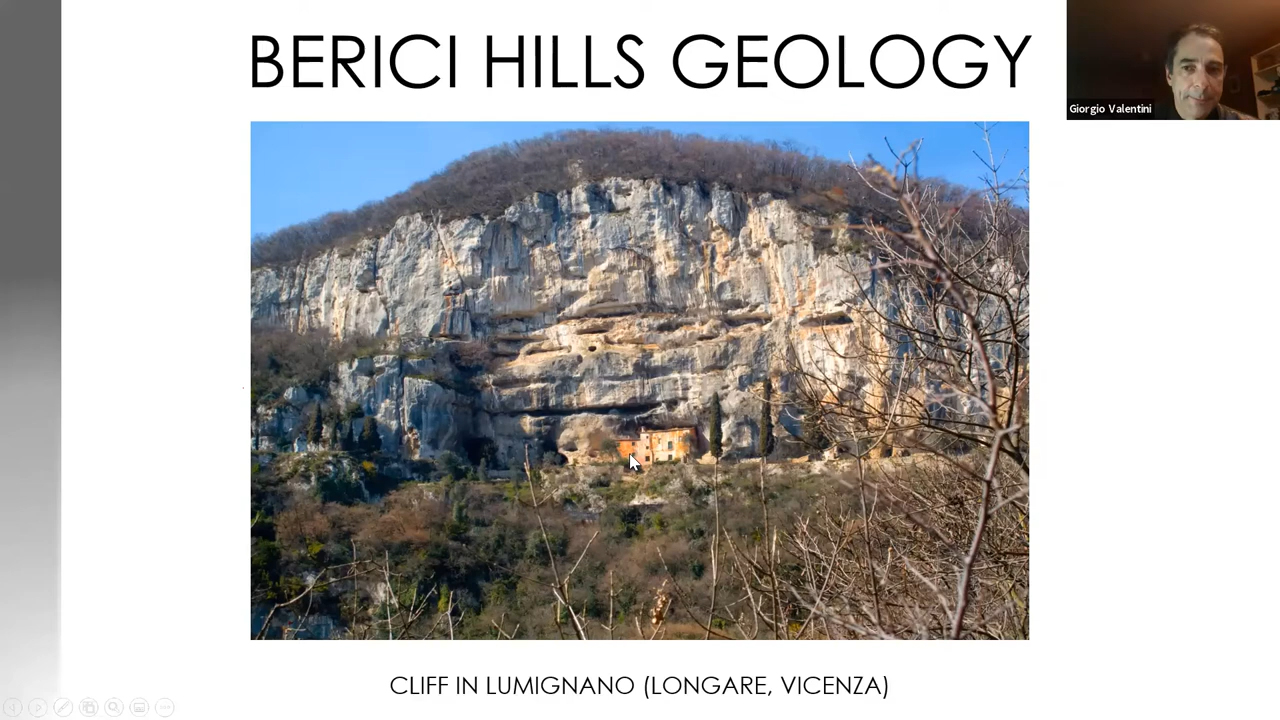 BERICI HILLS GEOLOGY
Giorgio Valentini
CLIFF IN LUMIGNANO (LONGARE, VICENZA)